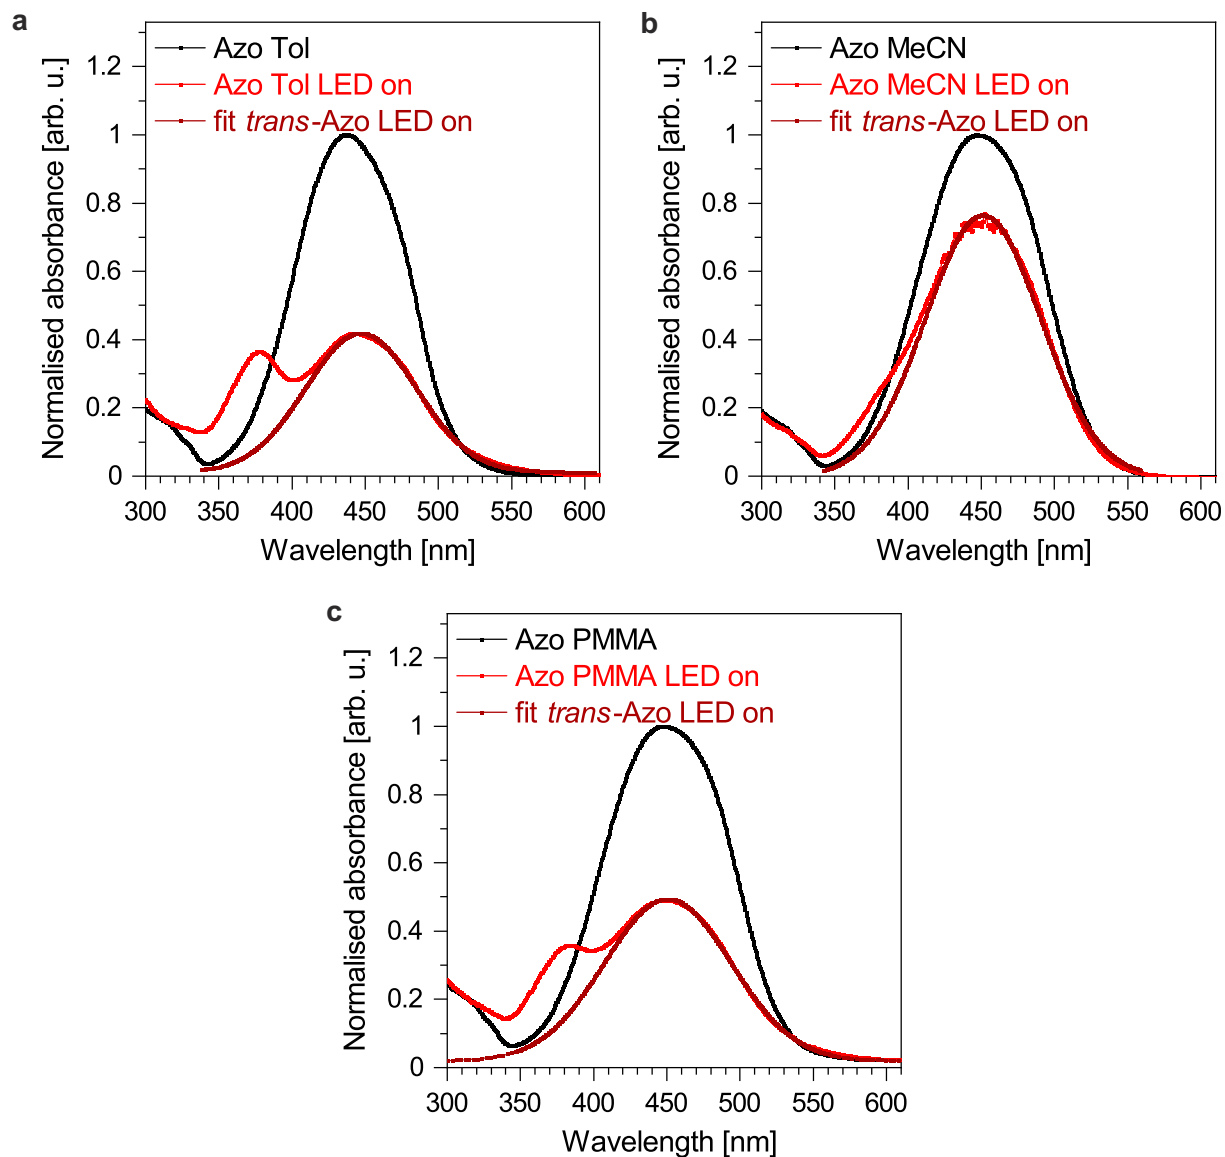 a
Azo Tol
Azo Tol LED on
fit trans-Azo LED on
Normalised absorbance [arb. u.]
1.2
1
0.8
0.6
0.4
0.2
0
300 350 400 450 500 550 600
Wavelength [nm]
b
Azo MeCN
Azo MeCN LED on
fit trans-Azo LED on
Normalised absorbance [arb. u.]
1.2
1
0.8
0.6
0.4
0.2
0
300 350 400 450 500 550 600
Wavelength [nm]
c
Azo PMMA
Azo PMMA LED on
fit trans-Azo LED on
Normalised absorbance [arb. u.]
1.2
1
0.8
0.6
0.4
0.2
0
300 350 400 450 500 550 600
Wavelength [nm]